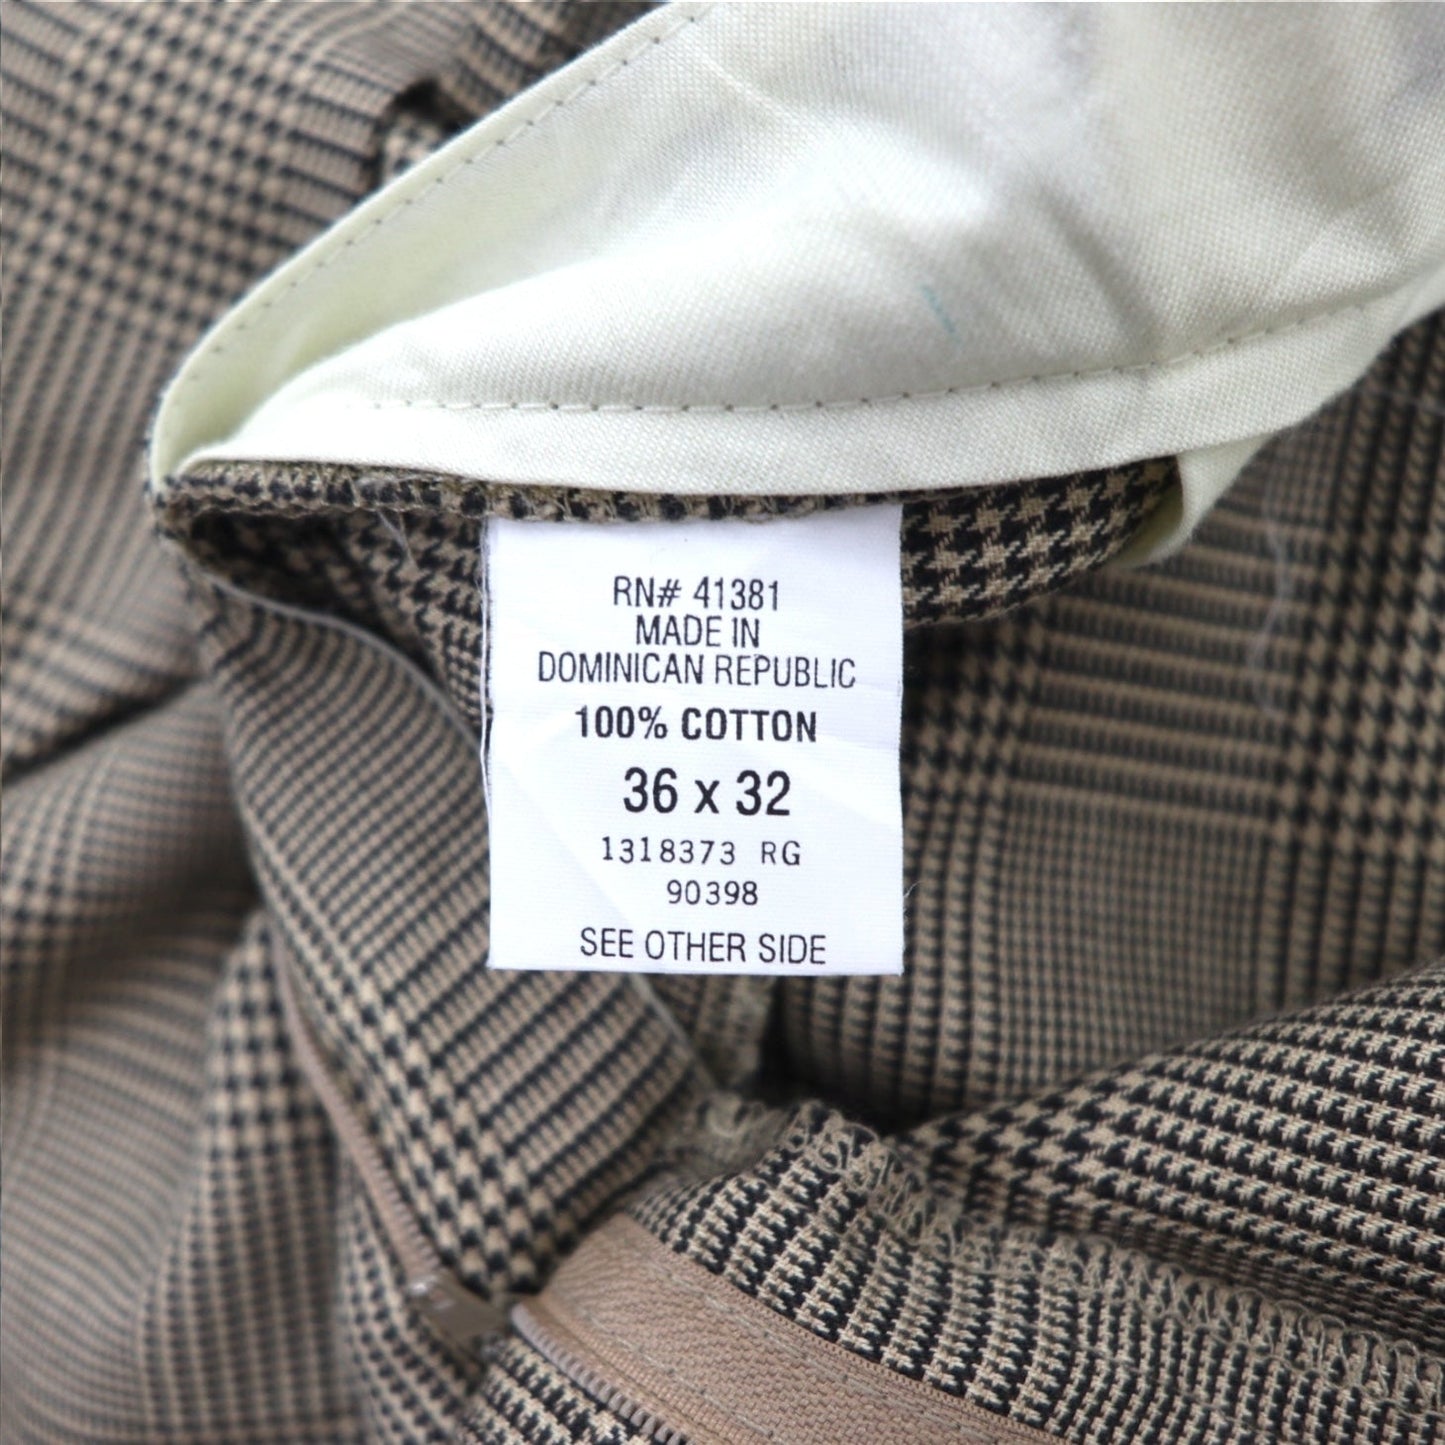 RN# 41381
MADE IN
DOMINICAN REPUBLIC
100% COTTON
36 x 32
1318373 RG
90398
SEE OTHER SIDE